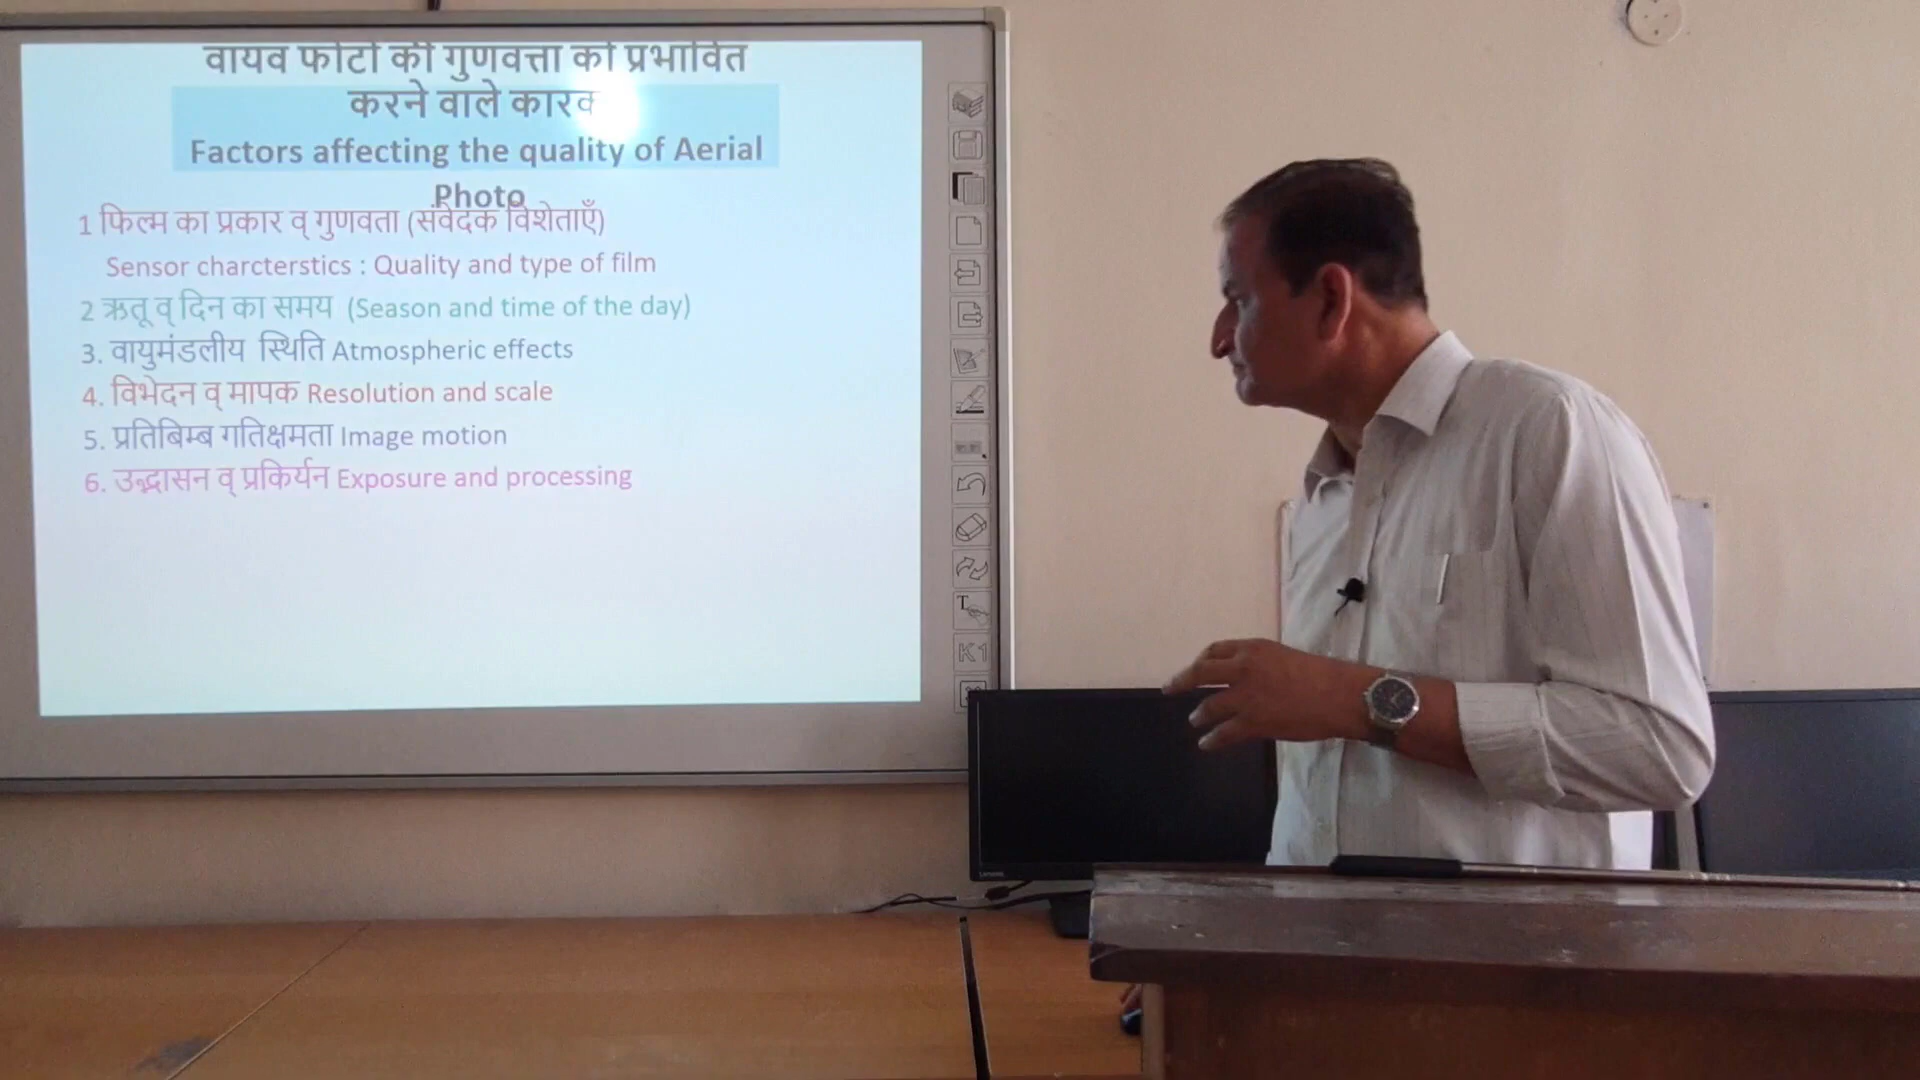 वायव फोटो की गुणवत्ता को प्रभावित
करने वाले कारक
Factors affecting the quality of Aerial
Photo
1 फिल्म का प्रकार व् गुणवता (संवेदक विशेताएँ)
Sensor charcterstics : Quality and type of film
2 ऋतू व् दिन का समय (Season and time of the day)
3. वायुमंडलीय स्थिति Atmospheric effects
4. विभेदन व् मापक Resolution and scale
5. प्रतिबिम्ब गतिक्षमता Image motion
6. उद्भासन व् प्रकिर्यन Exposure and processing
T
K1
Lenovo